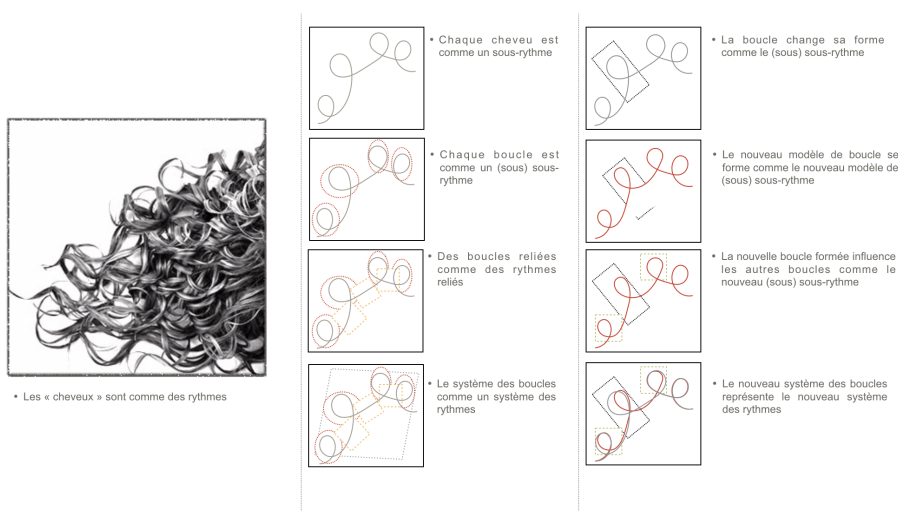 • Les « cheveux » sont comme des rythmes
• Chaque cheveu est
comme un sous-rythme
• Chaque boucle est
comme un (sous) sous-
rythme
• Des boucles reliées
comme des rythmes
reliés
• Le système des boucles
comme un système des
rythmes
• La boucle change sa forme
comme le (sous) sous-rythme
• Le nouveau modèle de boucle se
forme comme le nouveau modèle de
(sous) sous-rythme
• La nouvelle boucle formée influence
les autres boucles comme le
nouveau (sous) sous-rythme
• Le nouveau système des boucles
représente le nouveau système
des rythmes